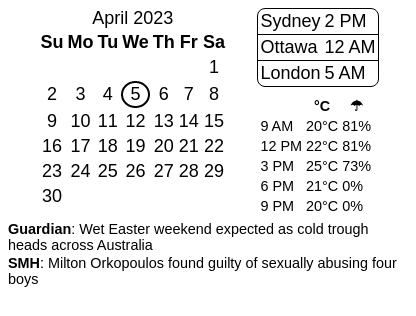 April 2023
Su Mo Tu We Th Fr Sa
1
2 3 4 5 6 7 8
9 10 11 12 13 14 15
16 17 18 19 20 21 22
23 24 25 26 27 28 29
30
Sydney 2 PM
Ottawa 12 AM
London 5 AM
°C ☂
9 AM 20°C 81%
12 PM 22°C 81%
3 PM 25°C 73%
6 PM 21°C 0%
9 PM 20°C 0%
Guardian: Wet Easter weekend expected as cold trough
heads across Australia
SMH: Milton Orkopoulos found guilty of sexually abusing four
boys